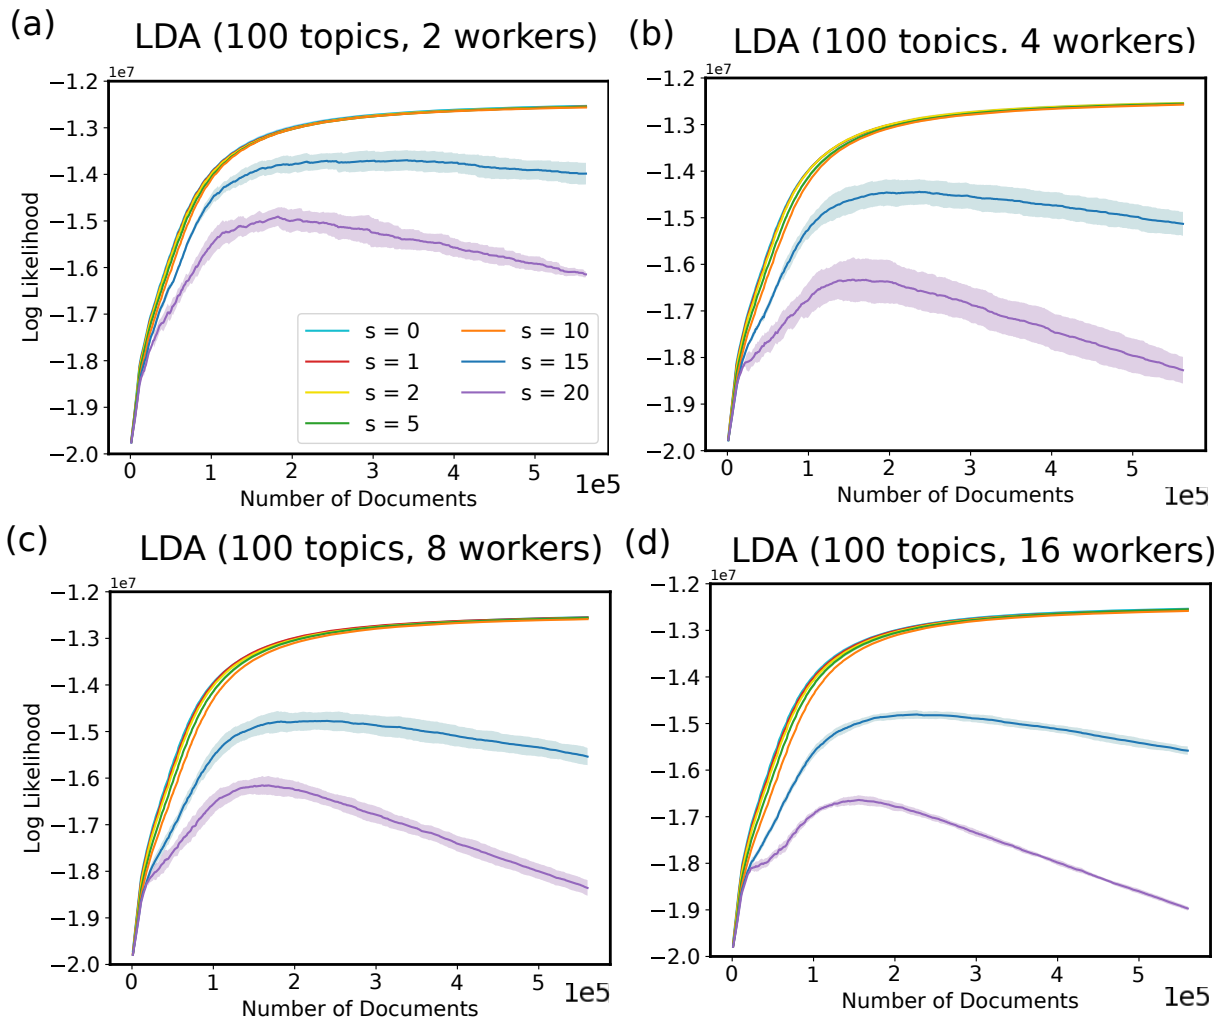 (a)
LDA (100 topics, 2 workers)
1e7
−1.2
−1.3
−1.4
−1.5
−1.6
−1.7
−1.8
−1.9
−2.0
Log Likelihood
s = 0
s = 1
s = 2
s = 5
s = 10
s = 15
s = 20
0 1 2 3 4 5
1e5
Number of Documents
(b)
LDA (100 topics, 4 workers)
1e7
−1.2
−1.3
−1.4
−1.5
−1.6
−1.7
−1.8
−1.9
−2.0
0 1 2 3 4 5
1e5
Number of Documents
(c)
LDA (100 topics, 8 workers)
1e7
−1.2
−1.3
−1.4
−1.5
−1.6
−1.7
−1.8
−1.9
−2.0
Log Likelihood
0 1 2 3 4 5
1e5
Number of Documents
(d)
LDA (100 topics, 16 workers)
1e7
−1.2
−1.3
−1.4
−1.5
−1.6
−1.7
−1.8
−1.9
−2.0
0 1 2 3 4 5
1e5
Number of Documents